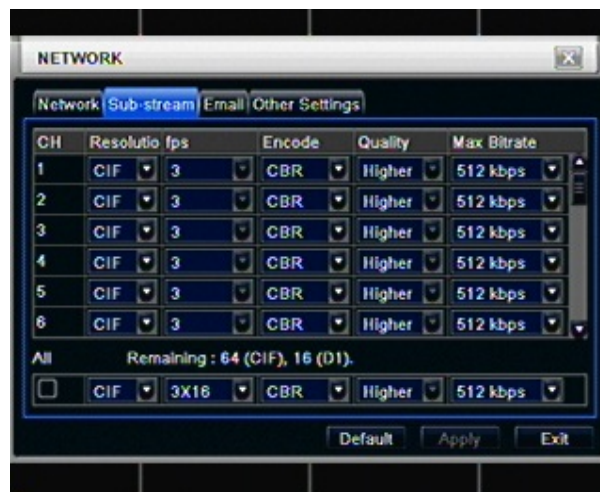 NETWORK
Network Sub-stream Email Other Settings
CH Resolutio fps Encode Quality Max Bitrate
1 CIF 3 CBR Higher 512 kbps
2 CIF 3 CBR Higher 512 kbps
3 CIF 3 CBR Higher 512 kbps
4 CIF 3 CBR Higher 512 kbps
5 CIF 3 CBR Higher 512 kbps
6 CIF 3 CBR Higher 512 kbps
All Remaining : 64 (CIF), 16 (D1).
CIF 3X16 CBR Higher 512 kbps
Default Apply Exit